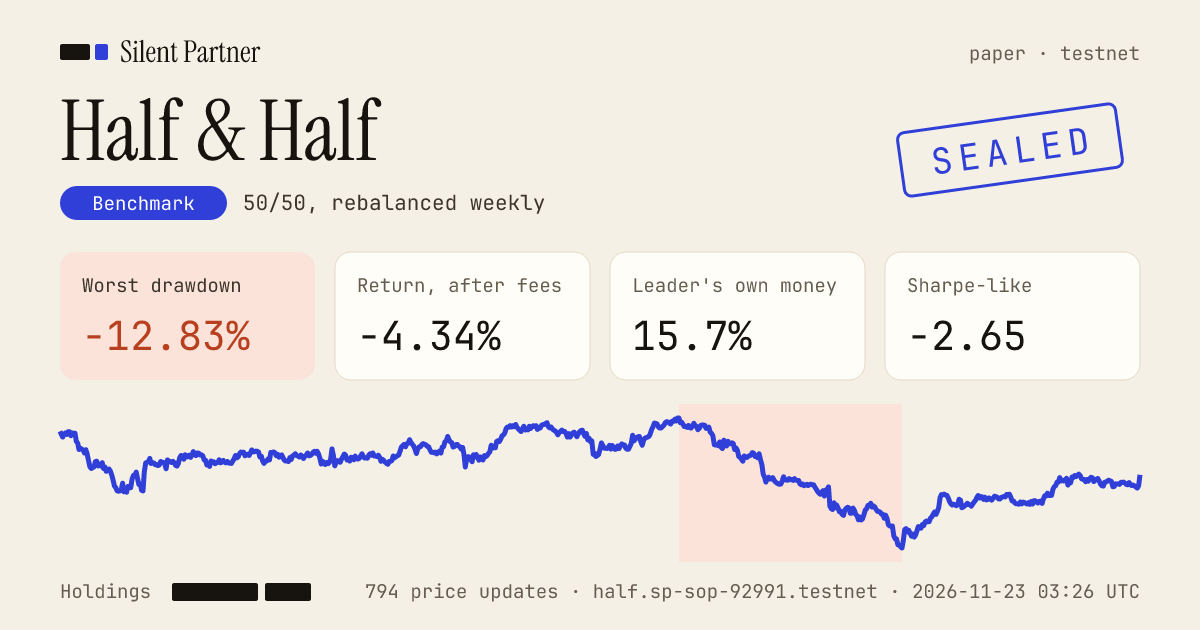 Silent Partner
paper · testnet
Half & Half
SEALED
Benchmark
50/50, rebalanced weekly
Worst drawdown
-12.83%
Return, after fees
-4.34%
Leader's own money
15.7%
Sharpe-like
-2.65
Holdings
794 price updates · half.sp-sop-92991.testnet · 2026-11-23 03:26 UTC